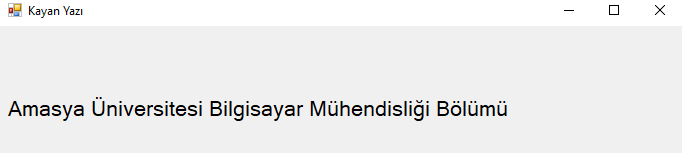 Kayan Yazı
Amasya Üniversitesi Bilgisayar Mühendisliği Bölümü